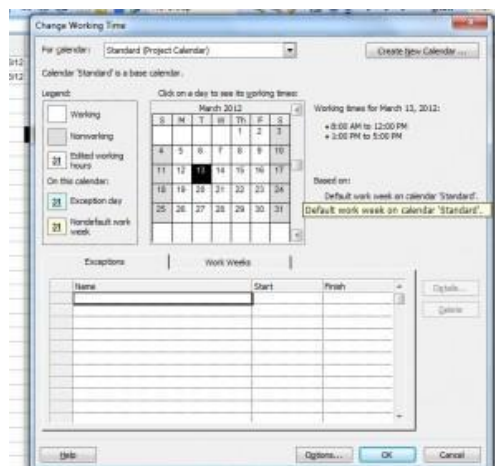 Change Working Time
For calendar: Standard (Project Calendar)
Create New Calendar ...
Calendar 'Standard' is a base calendar.
Legend:
Working
Nonworking
31 Edited working
hours
On this calendar:
31 Exception day
31 Nondefault work
week
Click on a day to see its working times:
March 2012
S M T W Th F S
1 2 3
4 5 6 7 8 9 10
11 12 13 14 15 16 17
18 19 20 21 22 23 24
25 26 27 28 29 30 31
Working times for March 13,
2012:
• 8:00 AM to 12:00 PM
• 1:00 PM to 5:00 PM
Based on:
Default work week on calendar 'Standard'.
Default work week on calendar 'Standard'.
Exceptions Work Weeks
Name Start Finish
Details...
Delete
Help Options... OK Cancel